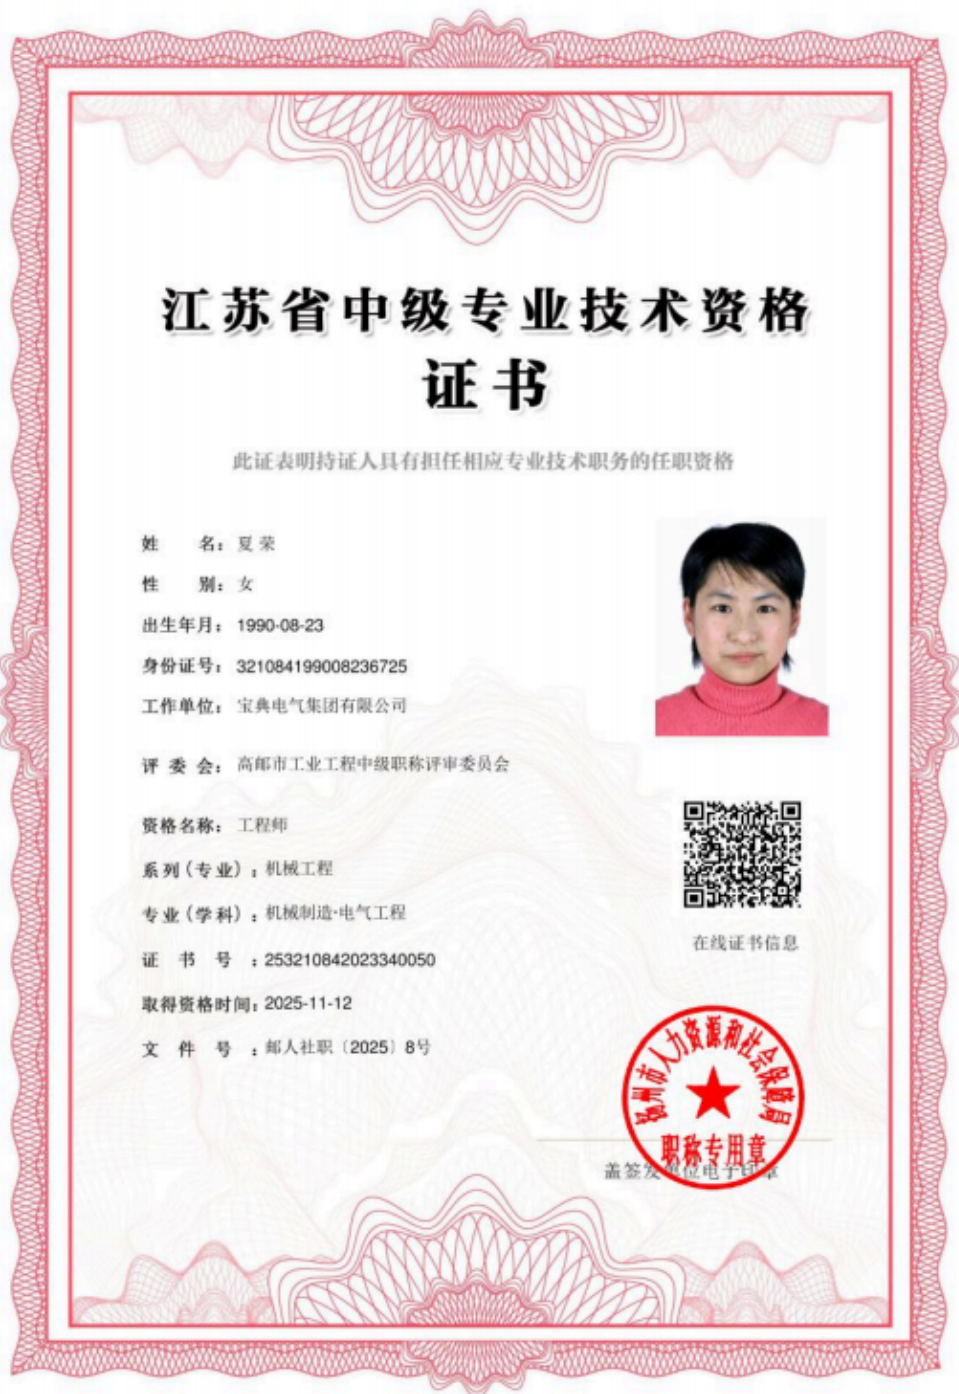 江苏省中级专业技术资格
证书
此证表明持证人具有担任相应专业技术职务的任职资格
姓 名：夏荣
性 别：女
出生年月：1990-08-23
身份证号：321084199008236725
工作单位：宝典电气集团有限公司
评 委 会：高邮市工业工程中级职称评审委员会
资格名称：工程师
系列(专业)：机械工程
专业(学科)：机械制造·电气工程
证 书 号：253210842023340050
取得资格时间：2025-11-12
文 件 号：邮人社职〔2025〕8号
在线证书信息
扬州市人力资源和社会保障局
职称专用章
盖签发单位电子印章